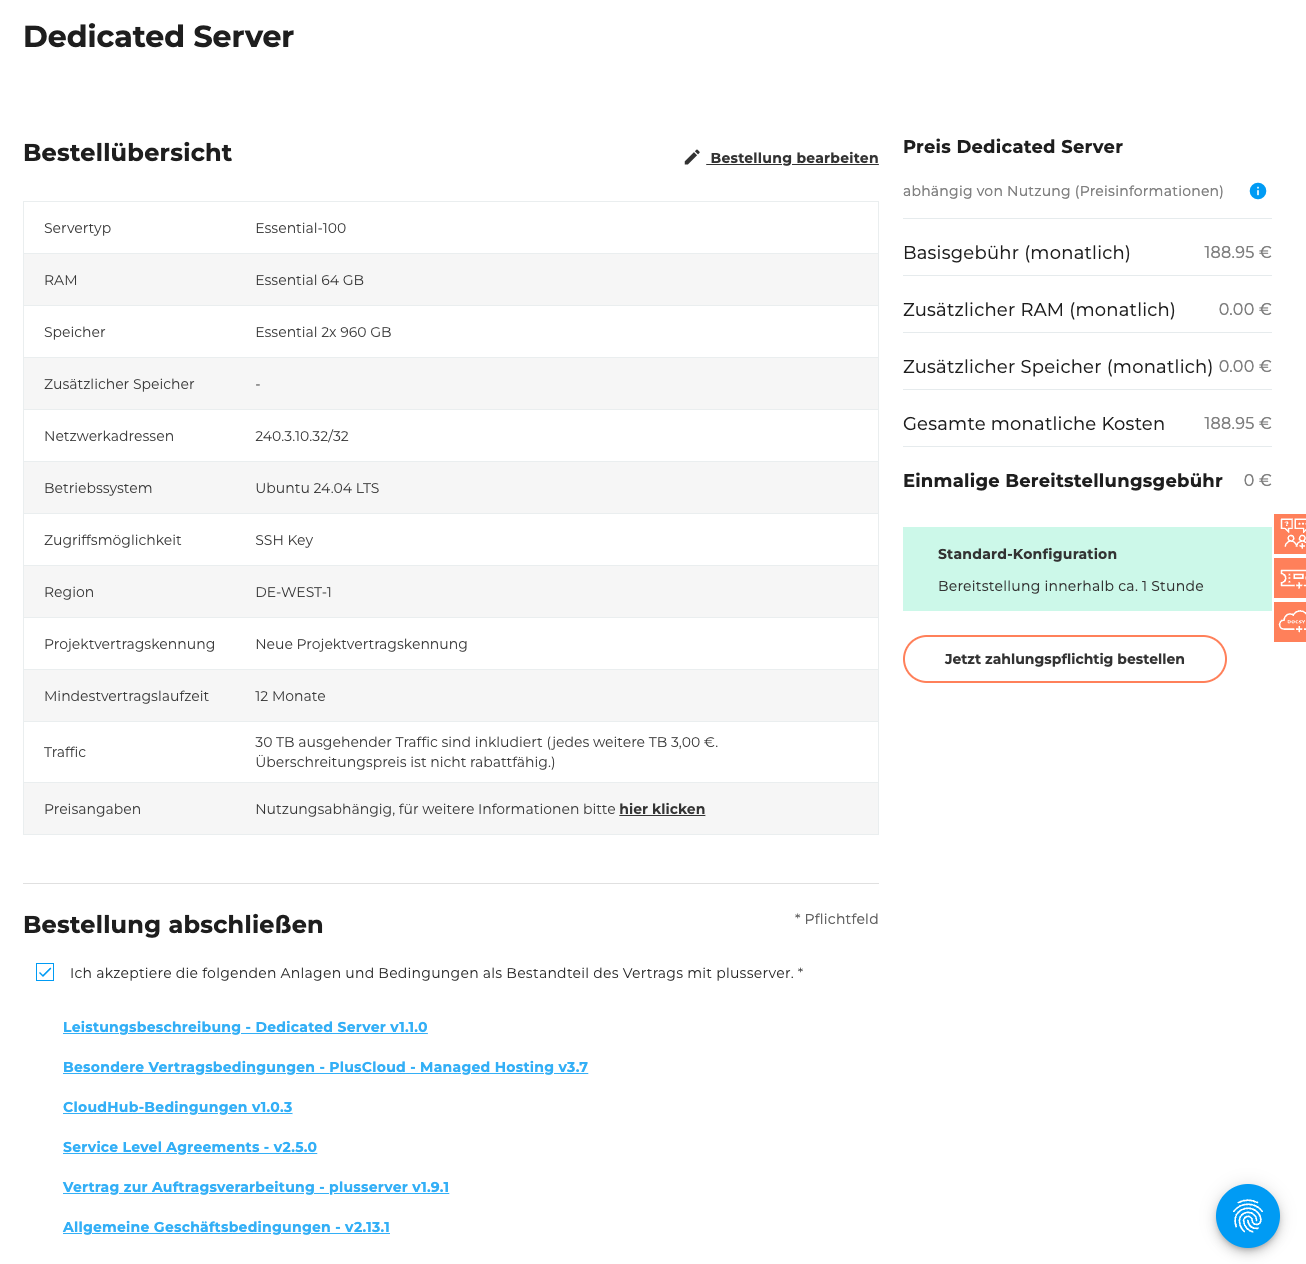 Dedicated Server
Bestellübersicht
Bestellung bearbeiten
Servertyp Essential-100
RAM Essential 64 GB
Speicher Essential 2x 960 GB
Zusätzlicher Speicher -
Netzwerkadressen 240.3.10.32/32
Betriebssystem Ubuntu 24.04 LTS
Zugriffsmöglichkeit SSH Key
Region DE-WEST-1
Projektvertragskennung Neue Projektvertragskennung
Mindestvertragslaufzeit 12 Monate
Traffic 30 TB ausgehender Traffic sind inkludiert (jedes weitere TB 3,00 €.
Überschreitungspreis ist nicht rabattfähig.)
Preisangaben Nutzungsabhängig, für weitere Informationen bitte hier klicken
Preis Dedicated Server
abhängig von Nutzung (Preisinformationen)
Basisgebühr (monatlich) 188.95 €
Zusätzlicher RAM (monatlich) 0.00 €
Zusätzlicher Speicher (monatlich) 0.00 €
Gesamte monatliche Kosten 188.95 €
Einmalige Bereitstellungsgebühr 0 €
Standard-Konfiguration
Bereitstellung innerhalb ca. 1 Stunde
Jetzt zahlungspflichtig bestellen
Bestellung abschließen
* Pflichtfeld
Ich akzeptiere die folgenden Anlagen und Bedingungen als Bestandteil des Vertrags mit plusserver. *
Leistungsbeschreibung - Dedicated Server v1.1.0
Besondere Vertragsbedingungen - PlusCloud - Managed Hosting v3.7
CloudHub-Bedingungen v1.0.3
Service Level Agreements - v2.5.0
Vertrag zur Auftragsverarbeitung - plusserver v1.9.1
Allgemeine Geschäftsbedingungen - v2.13.1